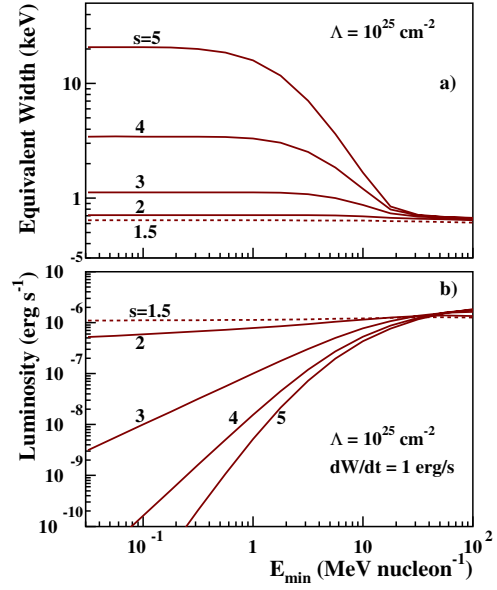 Equivalent Width (keV)
10
1
5
Λ = 10^25 cm^-2
a)
s=5
4
3
2
1.5
Luminosity (erg s^-1)
10^-6
10^-6
10^-7
10^-8
10^-9
10^-10
10
b)
s=1.5
2
3
4
5
Λ = 10^25 cm^-2
dW/dt = 1 erg/s
10^-1
1
10
10^2
E_min (MeV nucleon^-1)